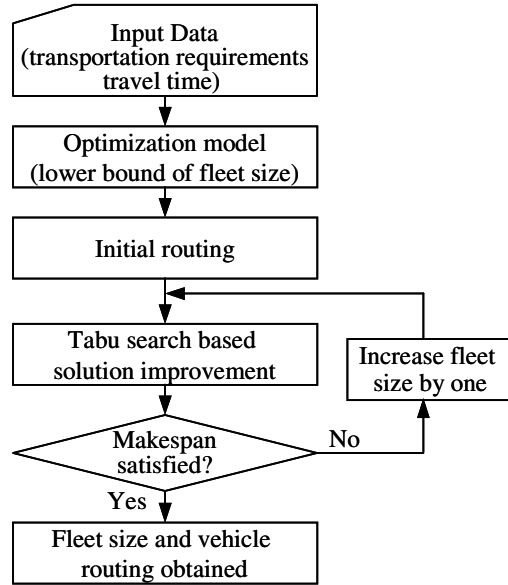 Input Data
(transportation requirements
travel time)
Optimization model
(lower bound of fleet size)
Initial routing
Tabu search based
solution improvement
Increase fleet
size by one
Makespan
satisfied?
No
Yes
Fleet size and vehicle
routing obtained